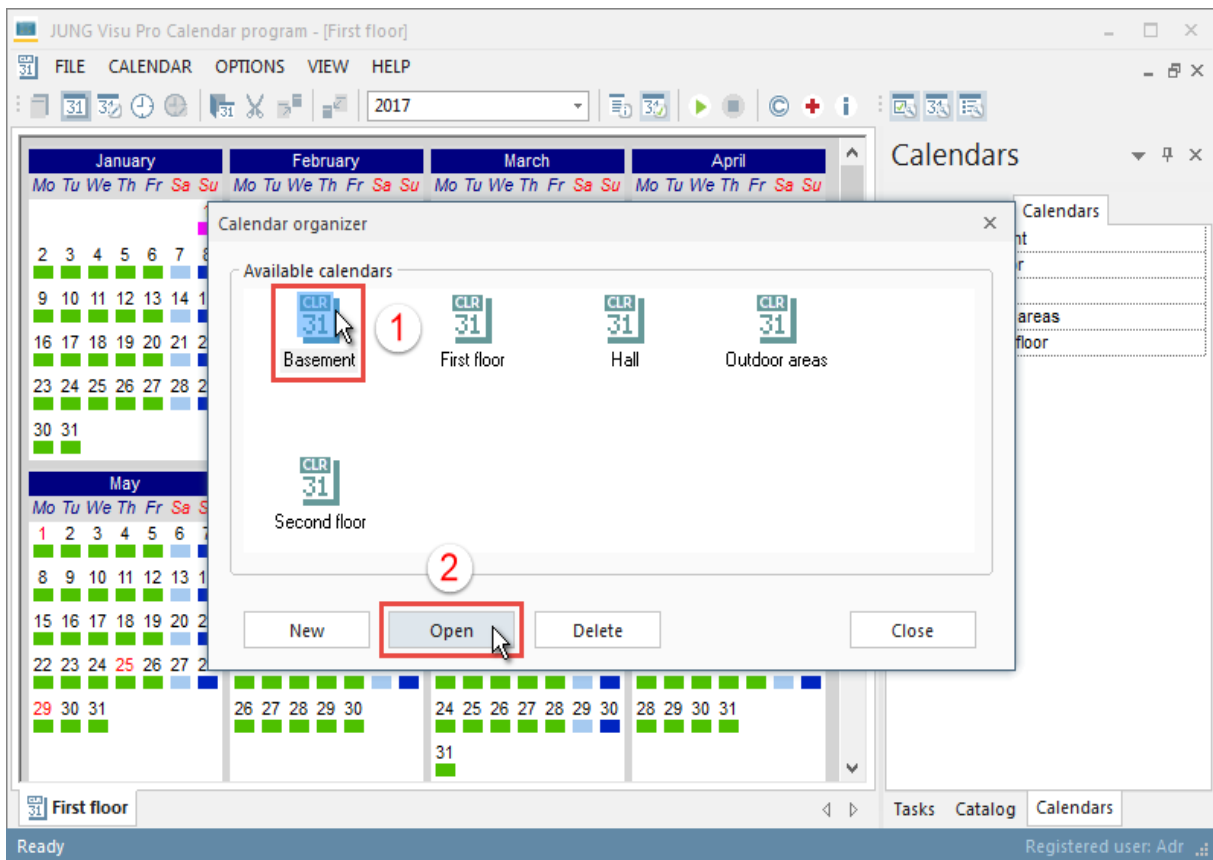 JUNG Visu Pro Calendar program - [First floor]
FILE CALENDAR OPTIONS VIEW HELP
2017
January February March April
Mo Tu We Th Fr Sa Su Mo Tu We Th Fr Sa Su Mo Tu We Th Fr Sa Su Mo Tu We Th Fr Sa Su
2 3 4 5 6 7
9 10 11 12 13 14
16 17 18 19 20 21
23 24 25 26 27 28
30 31
May
Mo Tu We Th Fr Sa
1 2 3 4 5 6
8 9 10 11 12 13
15 16 17 18 19 20
22 23 24 25 26 27
29 30 31 26 27 28 29 30 24 25 26 27 28 29 30 28 29 30 31
31
Calendar organizer
Available calendars
CLR 31 CLR 31 CLR 31 CLR 31
1
Basement First floor Hall Outdoor areas
CLR 31
Second floor
2
New Open Delete Close
Calendars
Calendars
nt
r
areas
floor
First floor
Tasks Catalog Calendars
Ready
Registered user: Adr